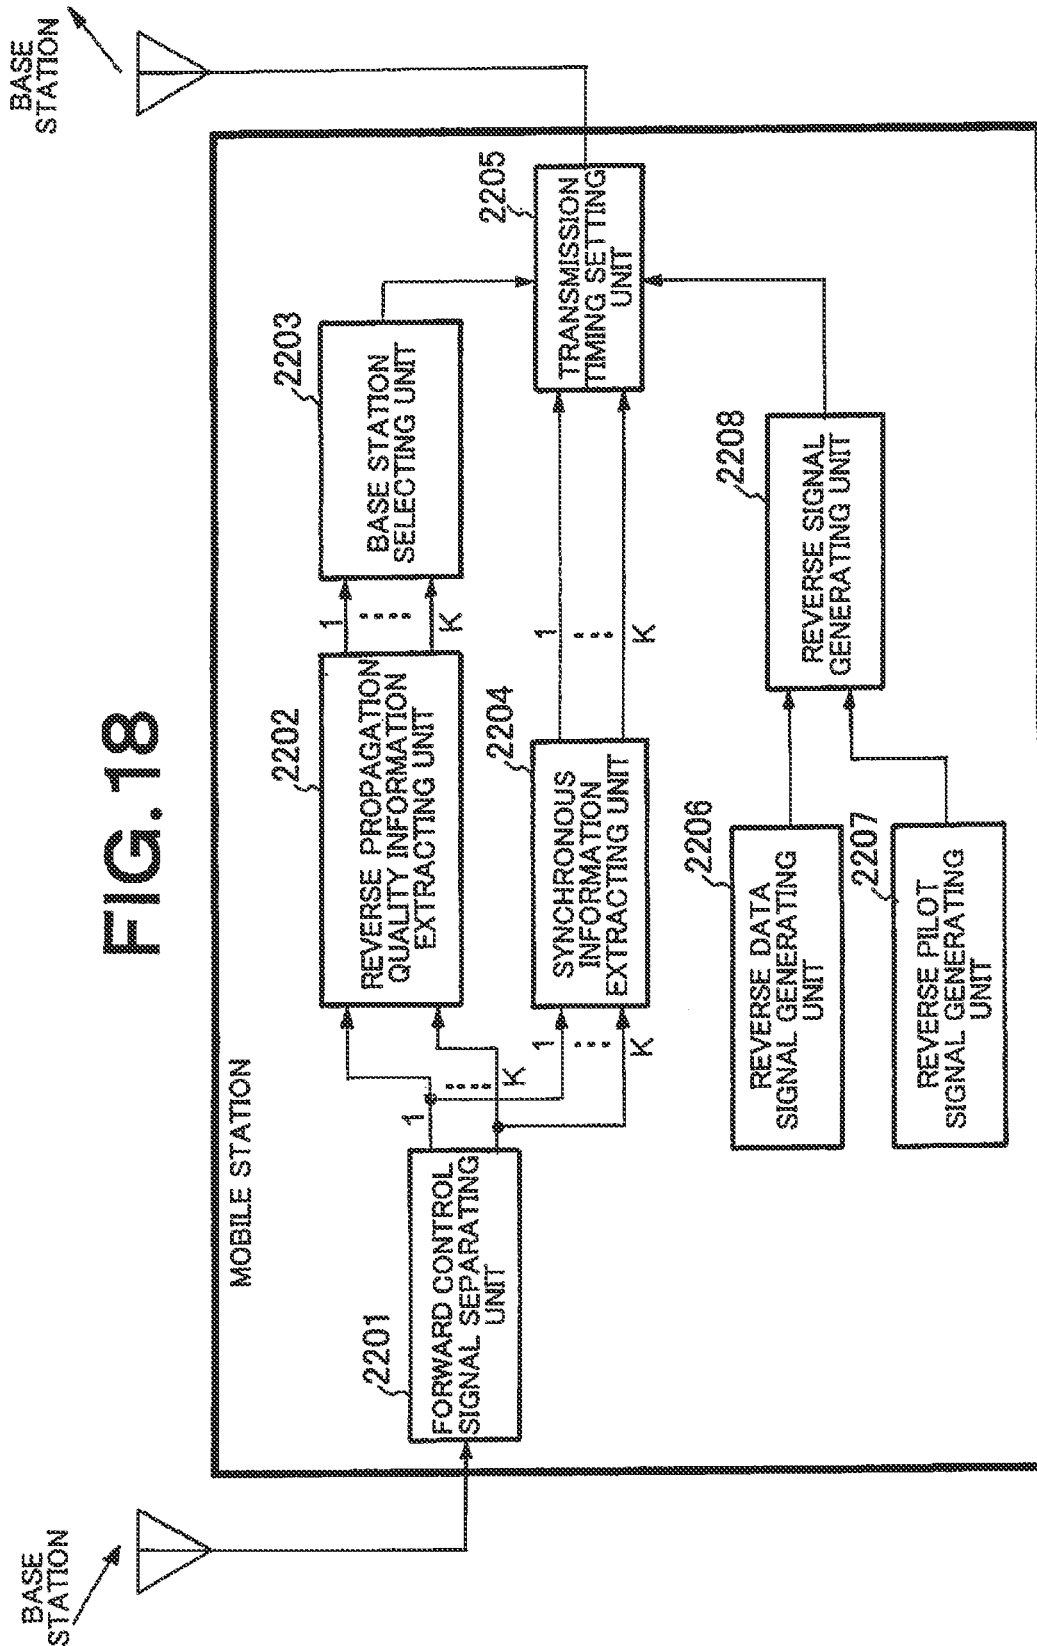 FIG.18
BASE
STATION
BASE
STATION
MOBILE STATION
2201
FORWARD CONTROL
SIGNAL SEPARATING
UNIT
1
K
2202
REVERSE PROPAGATION
QUALITY INFORMATION
EXTRACTING UNIT
1
K
2203
BASE STATION
SELECTING UNIT
1
K
2204
SYNCHRONOUS
INFORMATION
EXTRACTING UNIT
1
K
2205
TRANSMISSION
TIMING SETTING
UNIT
2206
REVERSE DATA
SIGNAL GENERATING
UNIT
2207
REVERSE PILOT
SIGNAL GENERATING
UNIT
2208
REVERSE SIGNAL
GENERATING UNIT